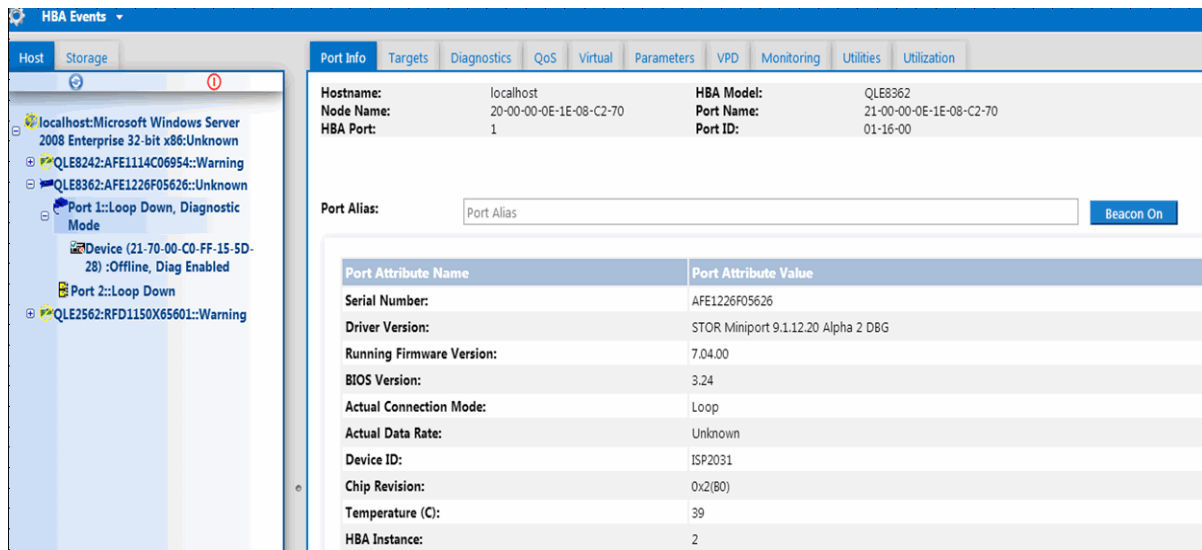 HBA Events
Host Storage
localhost:Microsoft Windows Server
2008 Enterprise 32-bit x86:Unknown
QLE8242:AFE1114C06954::Warning
QLE8362:AFE1226F05626::Unknown
Port 1::Loop Down, Diagnostic
Mode
Device (21-70-00-C0-FF-15-5D-
28) :Offline, Diag Enabled
Port 2::Loop Down
QLE2562:RFD1150X65601::Warning
Port Info Targets Diagnostics QoS Virtual Parameters VPD Monitoring Utilities Utilization
Hostname: localhost HBA Model: QLE8362
Node Name: 20-00-00-0E-1E-08-C2-70 Port Name: 21-00-00-0E-1E-08-C2-70
HBA Port: 1 Port ID: 01-16-00
Port Alias: Port Alias Beacon On
Port Attribute Name Port Attribute Value
Serial Number: AFE1226F05626
Driver Version: STOR Miniport 9.1.12.20 Alpha 2 DBG
Running Firmware Version: 7.04.00
BIOS Version: 3.24
Actual Connection Mode: Loop
Actual Data Rate: Unknown
Device ID: ISP2031
Chip Revision: 0x2(B0)
Temperature (C): 39
HBA Instance: 2